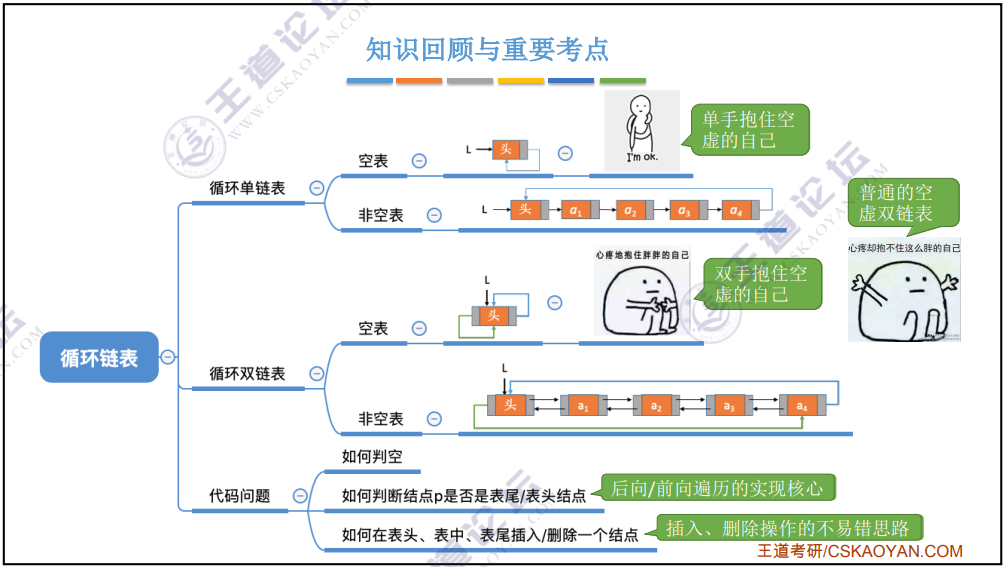 知识回顾与重要考点
王道论坛
WWW.CSKAOYAN.COM
单手抱住空
虚的自己
I'm ok.
空表
L
头
循环单链表
非空表
L
头
a1
a2
a3
a4
普通的空
虚双链表
心疼却抱不住这么胖的自己
心疼地抱住胖胖的自己
双手抱住空
虚的自己
L
头
空表
循环链表
循环双链表
L
头
a1
a2
a3
a4
非空表
如何判空
代码问题
如何判断结点p是否是表尾/表头结点
后向/前向遍历的实现核心
如何在表头、表中、表尾插入/删除一个结点
插入、删除操作的不易错思路
王道考研/CSKAOYAN.COM